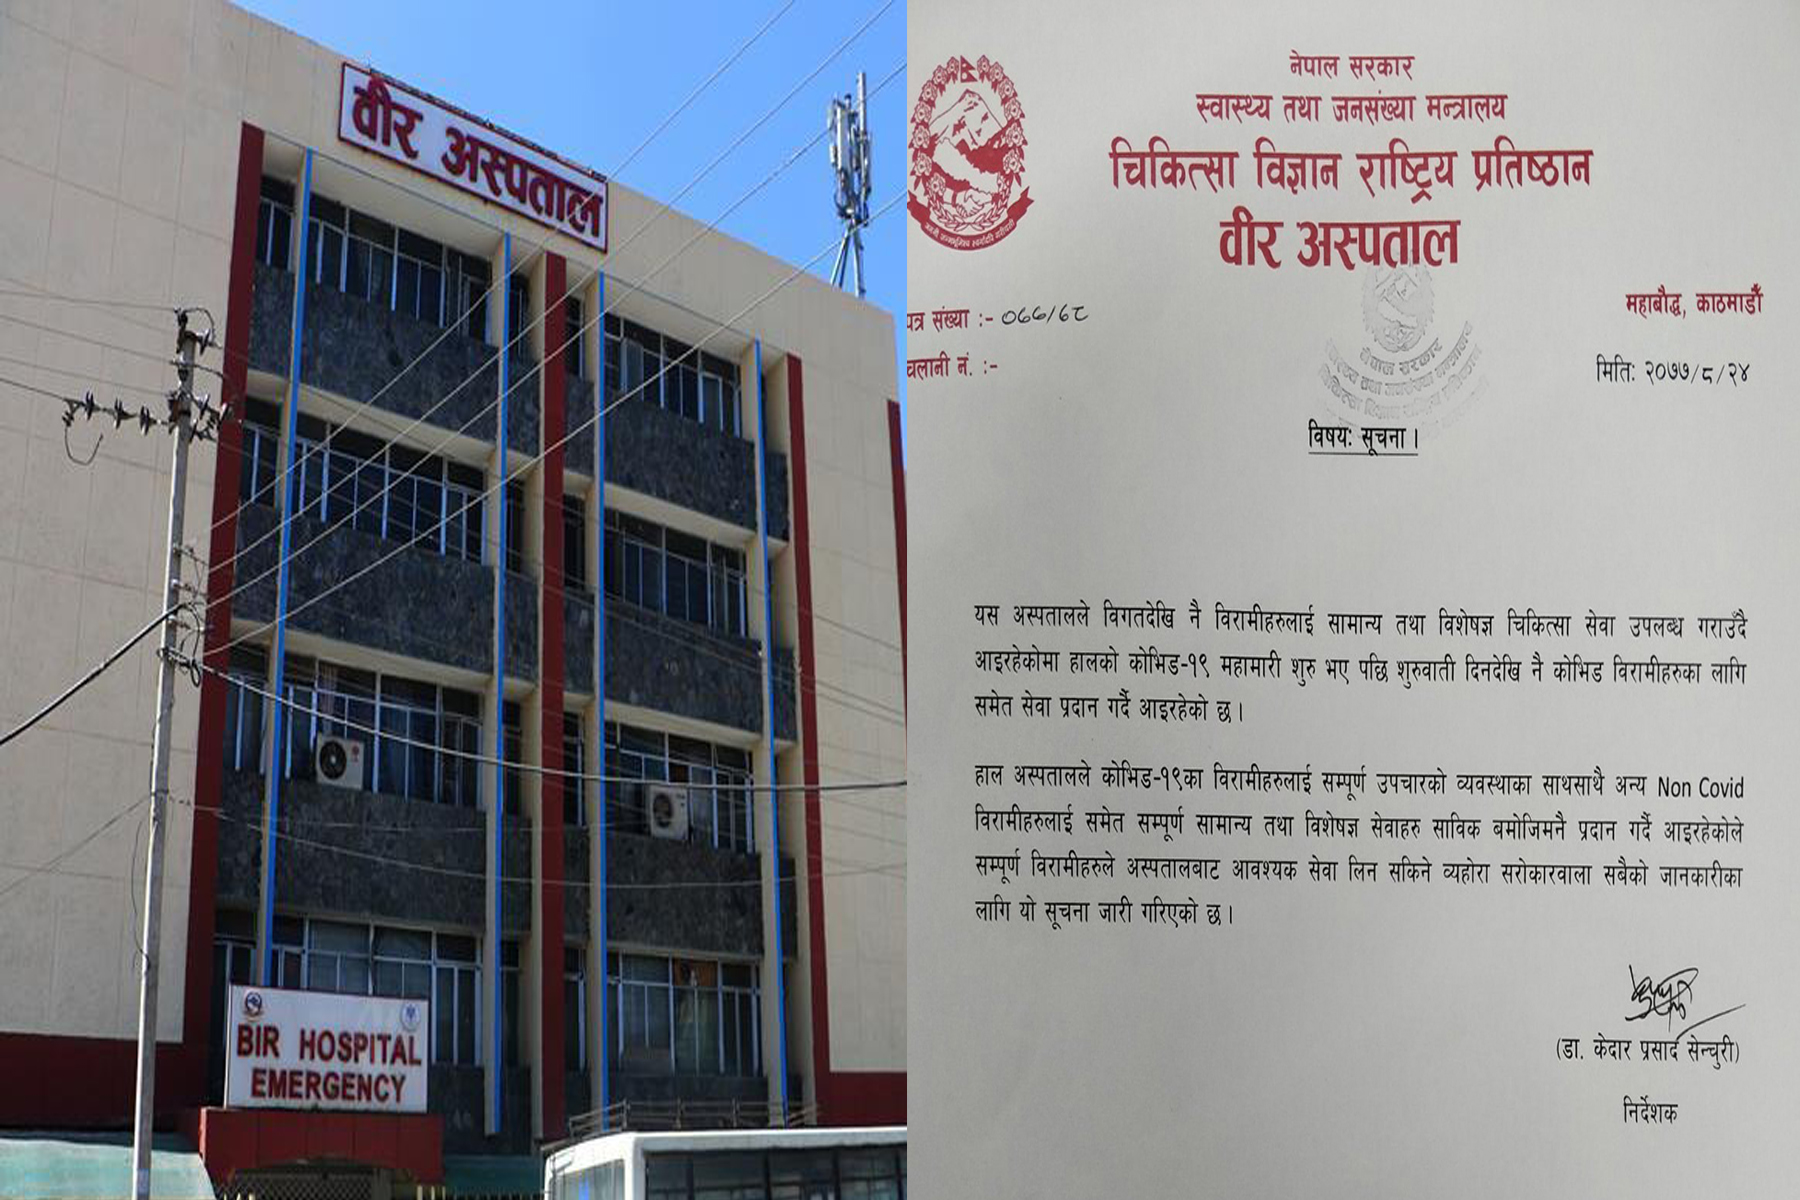 वीर अस्पताल
BIR HOSPITAL
EMERGENCY
नेपाल सरकार
स्वास्थ्य तथा जनसंख्या मन्त्रालय
चिकित्सा विज्ञान राष्ट्रिय प्रतिष्ठान
वीर अस्पताल
महाबौद्ध, काठमाडौँ
पत्र संख्या :- ०७७/७८
चलानी नं. :-
मितिः २०७७/८/२४
नेपाल सरकार
विषयः सूचना ।
यस अस्पतालले विगतदेखि नै विरामीहरुलाई सामान्य तथा विशेषज्ञ चिकित्सा सेवा उपलब्ध गराउँदै
आइरहेकोमा हालको कोभिड-१९ महामारी शुरु भए पछि शुरुवाती दिनदेखि नै कोभिड विरामीहरुका लागि
समेत सेवा प्रदान गर्दै आइरहेको छ ।
हाल अस्पतालले कोभिड-१९का विरामीहरुलाई सम्पूर्ण उपचारको व्यवस्थाका साथसाथै अन्य Non Covid
विरामीहरुलाई समेत सम्पूर्ण सामान्य तथा विशेषज्ञ सेवाहरु साविक बमोजिमनै प्रदान गर्दै आइरहेकोले
सम्पूर्ण विरामीहरुले अस्पतालबाट आवश्यक सेवा लिन सकिने व्यहोरा सरोकारवाला सबैको जानकारीका
लागि यो सूचना जारी गरिएको छ ।
(डा. केदार प्रसाद सेन्चुरी)
निर्देशक